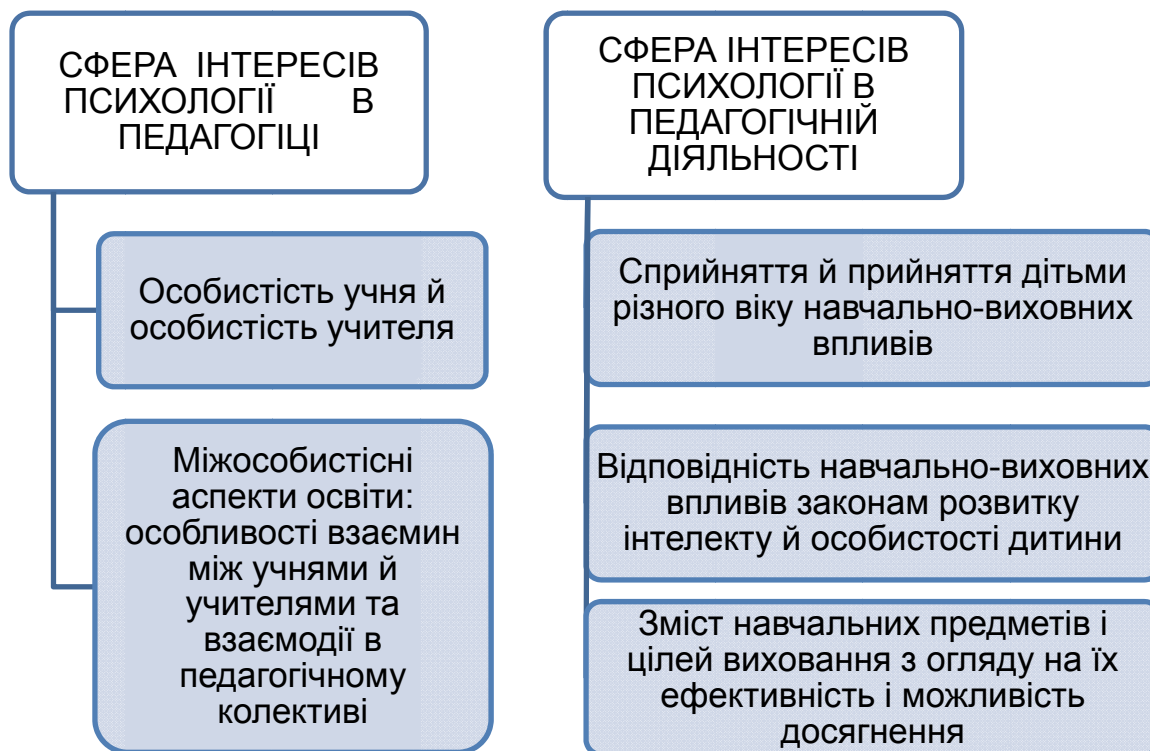 СФЕРА ІНТЕРЕСІВ
ПСИХОЛОГІЇ В
ПЕДАГОГІЦІ
Особистість учня й
особистість учителя
Міжособистісні
аспекти освіти:
особливості взаємин
між учнями й
учителями та
взаємодії в
педагогічному
колективі
СФЕРА ІНТЕРЕСІВ
ПСИХОЛОГІЇ В
ПЕДАГОГІЧНІЙ
ДІЯЛЬНОСТІ
Сприйняття й прийняття дітьми
різного віку навчально-виховних
впливів
Відповідність навчально-виховних
впливів законам розвитку
інтелекту й особистості дитини
Зміст навчальних предметів і
цілей виховання з огляду на їх
ефективність і можливість
досягнення